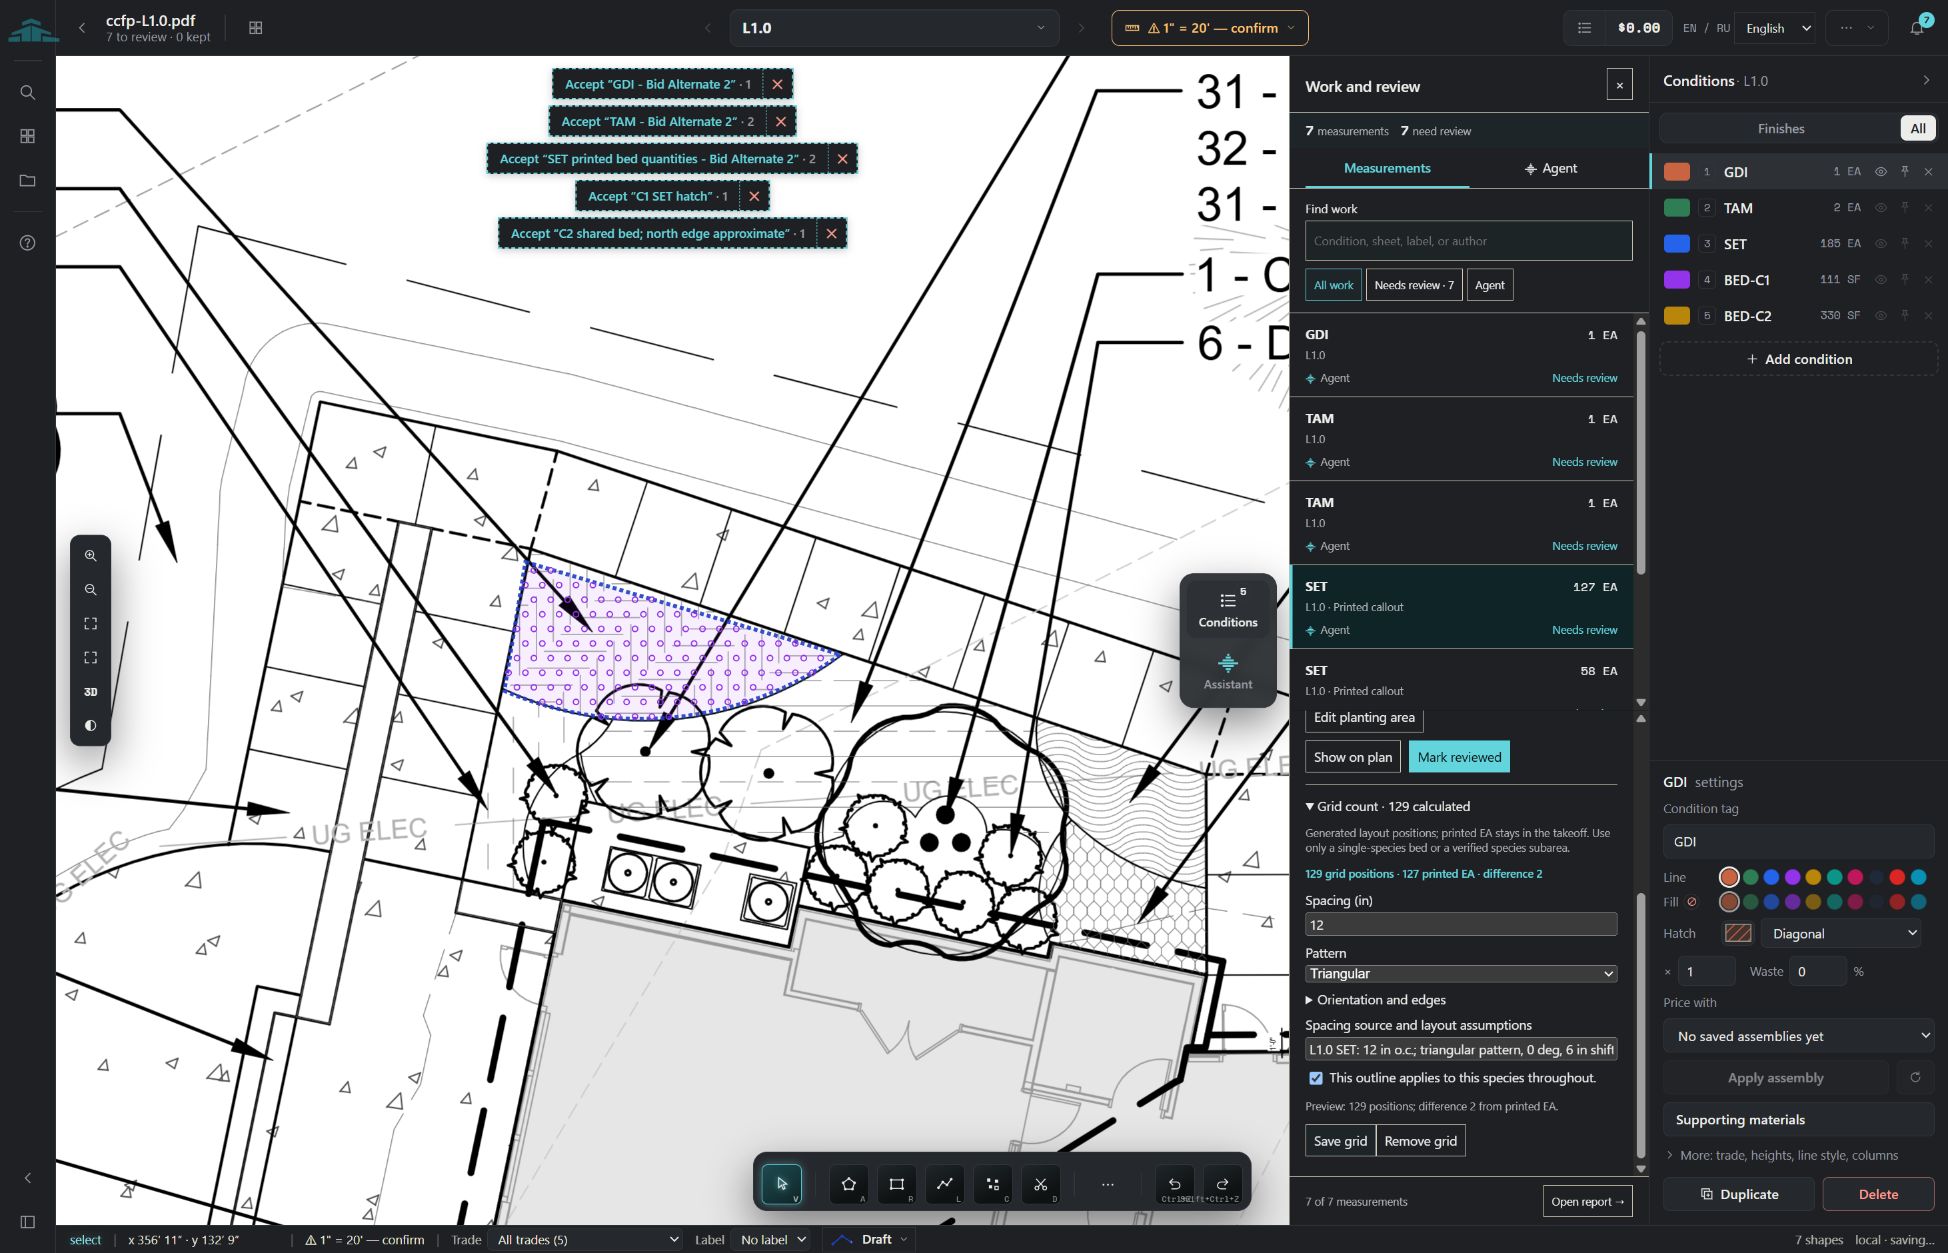 ccfp-L1.0.pdf
7 to review · 0 kept
L1.0
1" = 20' — confirm
$0.00
EN / RU
English
7
Accept "GDI - Bid Alternate 2" · 1
Accept "TAM - Bid Alternate 2" · 2
Accept "SET printed bed quantities - Bid Alternate 2" · 2
Accept "C1 SET hatch" · 1
Accept "C2 shared bed; north edge approximate" · 1
31 -
32 -
31 -
1 - C
6 - D
UG ELEC
UG ELEC
UG ELEC
UG ELE
G ELEC
3D
5
Conditions
Assistant
V
A
R
L
C
D
Work and review
7 measurements 7 need review
Measurements
Agent
Find work
Condition, sheet, label, or author
All work
Needs review · 7
Agent
GDI 1 EA
L1.0
Agent Needs review
TAM 1 EA
L1.0
Agent Needs review
TAM 1 EA
L1.0
Agent Needs review
SET 127 EA
L1.0 · Printed callout
Agent Needs review
SET 58 EA
L1.0 · Printed callout
Edit planting area
Show on plan
Mark reviewed
Grid count · 129 calculated
Generated layout positions; printed EA stays in the takeoff. Use
only a single-species bed or a verified species subarea.
129 grid positions · 127 printed EA · difference 2
Spacing (in)
12
Pattern
Triangular
Orientation and edges
Spacing source and layout assumptions
L1.0 SET: 12 in o.c.; triangular pattern, 0 deg, 6 in shift
This outline applies to this species throughout.
Preview: 129 positions; difference 2 from printed EA.
Save grid
Remove grid
7 of 7 measurements
Open report →
Conditions · L1.0
Finishes
All
1 GDI 1 EA
2 TAM 2 EA
3 SET 185 EA
4 BED-C1 111 SF
5 BED-C2 330 SF
+ Add condition
GDI settings
Condition tag
GDI
Line
Fill
Hatch
Diagonal
× 1
Waste 0 %
Price with
No saved assemblies yet
Apply assembly
Supporting materials
More: trade, heights, line style, columns
Duplicate
Delete
select
x 356' 11" · y 132' 9"
1" = 20' — confirm
Trade All trades (5)
Label No label
Draft
7 shapes
local · saving...